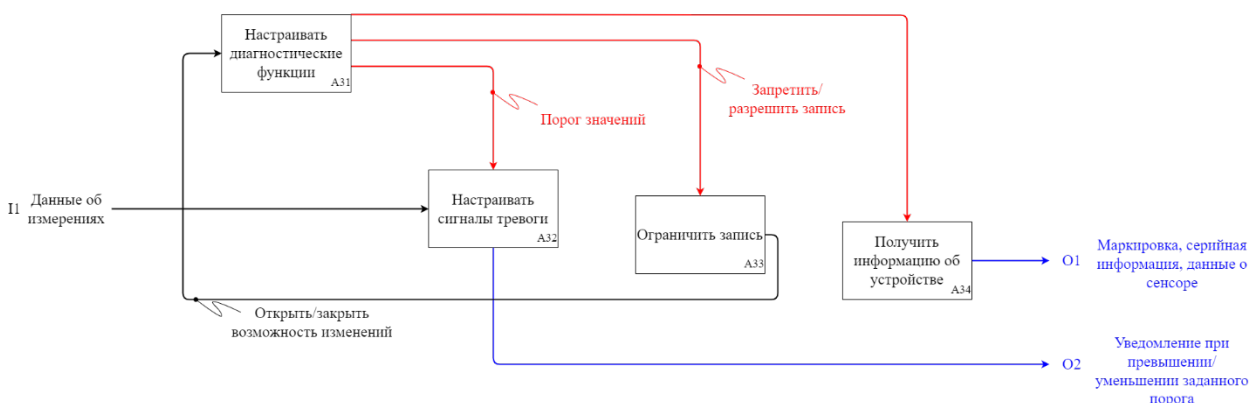 Настраивать
диагностические
функции
A31
Запретить/
разрешить запись
Порог значений
I1
Данные об
измерениях
Настраивать
сигналы тревоги
A32
Ограничить запись
A33
Получить
информацию об
устройстве
A34
O1
Маркировка, серийная
информация, данные о
сенсоре
Открыть/закрыть
возможность изменений
O2
Уведомление при
превышении/
уменьшении заданного
порога